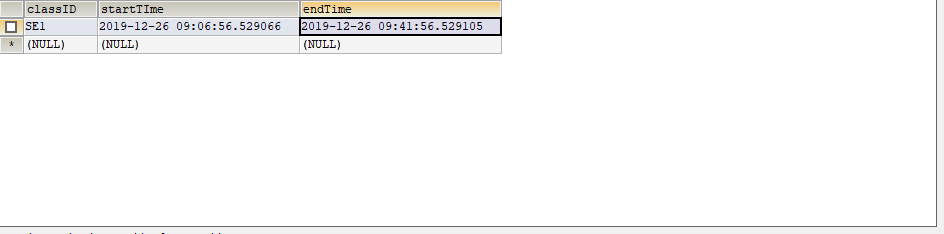 classID startTIme endTime
SE1 2019-12-26 09:06:56.529066 2019-12-26 09:41:56.529105
* (NULL) (NULL) (NULL)